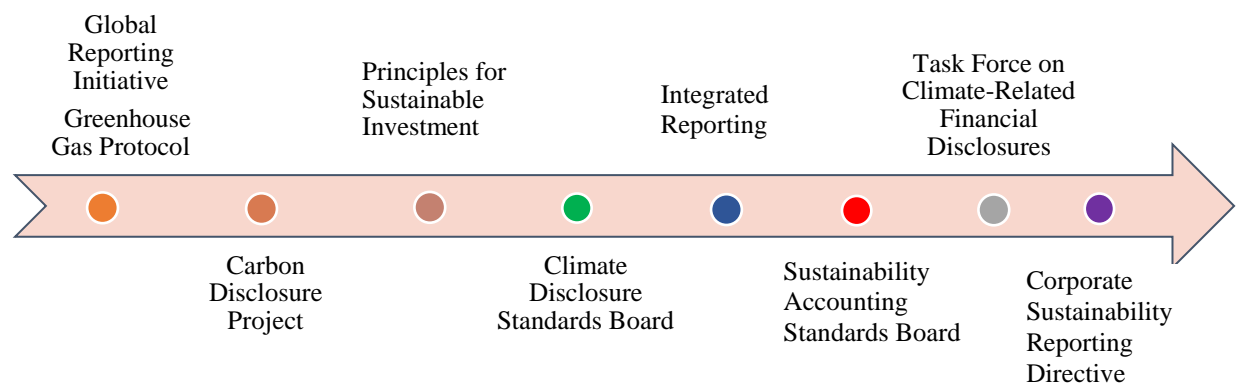 Global
Reporting
Initiative
Greenhouse
Gas Protocol
Carbon
Disclosure
Project
Principles for
Sustainable
Investment
Climate
Disclosure
Standards Board
Integrated
Reporting
Sustainability
Accounting
Standards Board
Task Force on
Climate-Related
Financial
Disclosures
Corporate
Sustainability
Reporting
Directive